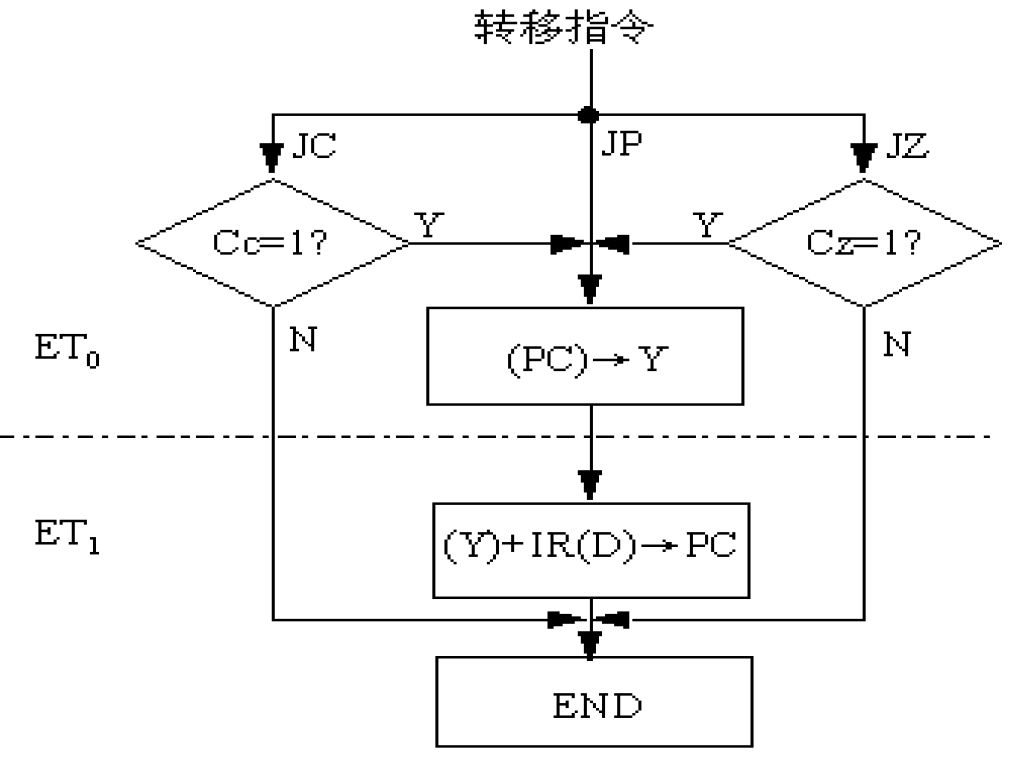 转移指令
JC
JP
JZ
Cc=1?
Y
Y
Cz=1?
N
N
ET₀
(PC)→Y
ET₁
(Y)+IR(D)→PC
END